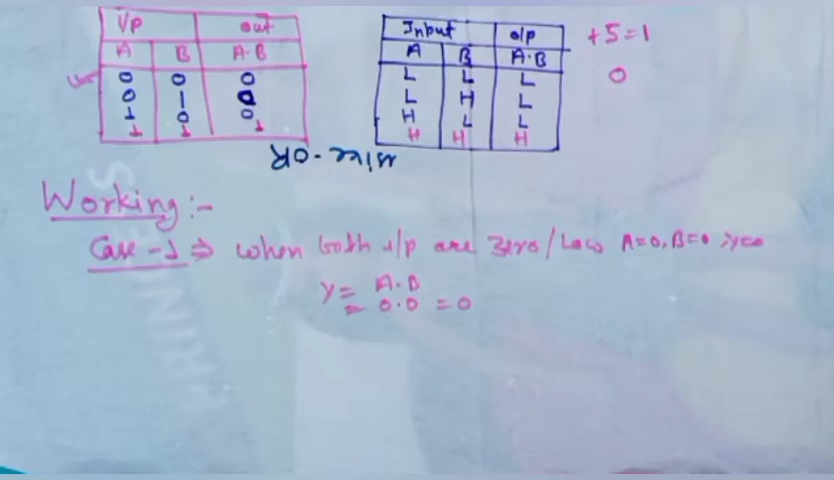 I/P out
A B A·B
0 0 0
0 1 0
1 0 0
1 1 1
Input o/p
A B A·B
L L L
L H L
H L L
H H H
+5=1
0
Working :-
Case -1 ⇒ when both i/p are zero/Low A=0, B=0, y=0
Y = A·B
= 0·0 = 0